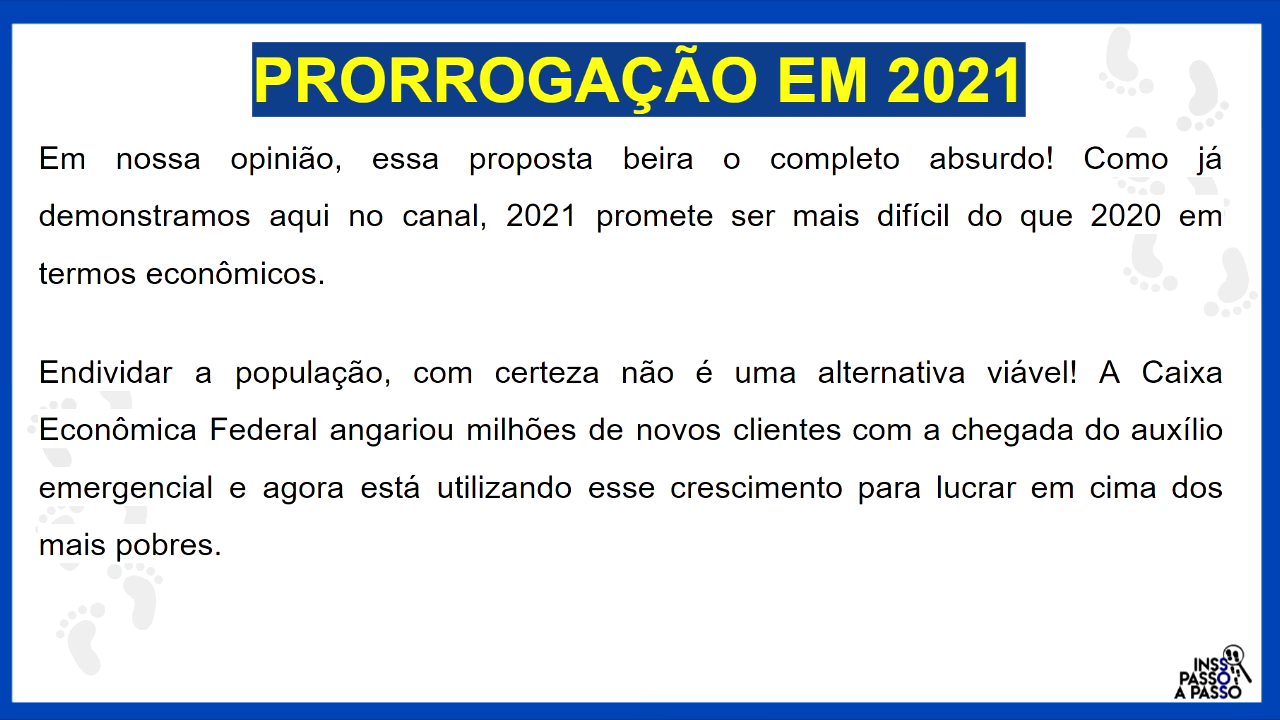 PRORROGAÇÃO EM 2021
Em nossa opinião, essa proposta beira o completo absurdo! Como já
demonstramos aqui no canal, 2021 promete ser mais difícil do que 2020 em
termos econômicos.
Endividar a população, com certeza não é uma alternativa viável! A Caixa
Econômica Federal angariou milhões de novos clientes com a chegada do auxílio
emergencial e agora está utilizando esse crescimento para lucrar em cima dos
mais pobres.
INSS
PASSO
A PASSO